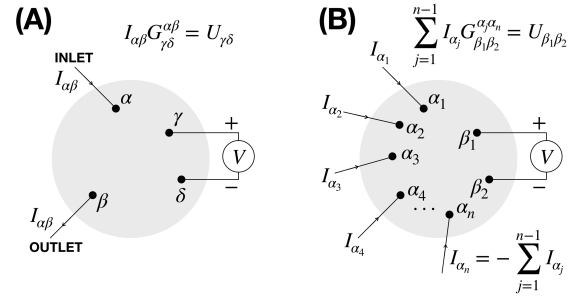 (A)
I_{αβ}G^{αβ}_{γδ} = U_{γδ}
INLET
I_{αβ}
α
γ
+
V
−
δ
β
I_{αβ}
OUTLET
(B)
\sum_{j=1}^{n-1} I_{α_j}G^{α_jα_n}_{β_1β_2} = U_{β_1β_2}
I_{α_1}
α_1
I_{α_2}
α_2
β_1
+
V
−
α_3
I_{α_3}
β_2
α_4
···
α_n
I_{α_4}
I_{α_n} = −\sum_{j=1}^{n-1} I_{α_j}